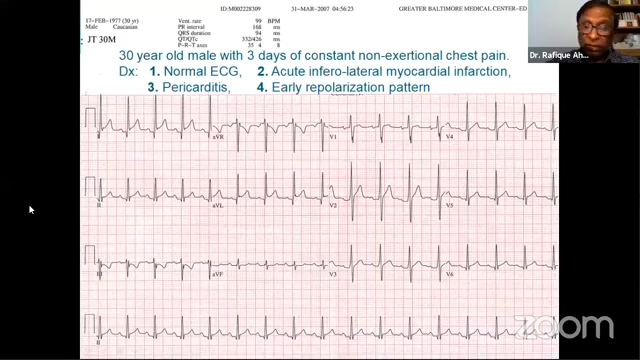 ID:M0002228309 31-MAR-2007 04:56:23 GREATER BALTIMORE MEDICAL CENTER-ED
17-FEB-1977 (30 yr) Vent. rate 99 BPM
Male Caucasian PR interval 168 ms
QRS duration 94 ms
JT 30M QT/QTc 332/426 ms
P-R-T axes 35 4 8
Dr. Rafique Ah...
30 year old male with 3 days of constant non-exertional chest pain.
Dx: 1. Normal ECG, 2. Acute infero-lateral myocardial infarction,
3. Pericarditis, 4. Early repolarization pattern
I aVR V1 V4
II aVL V2 V5
III aVF V3 V6
II
zoom